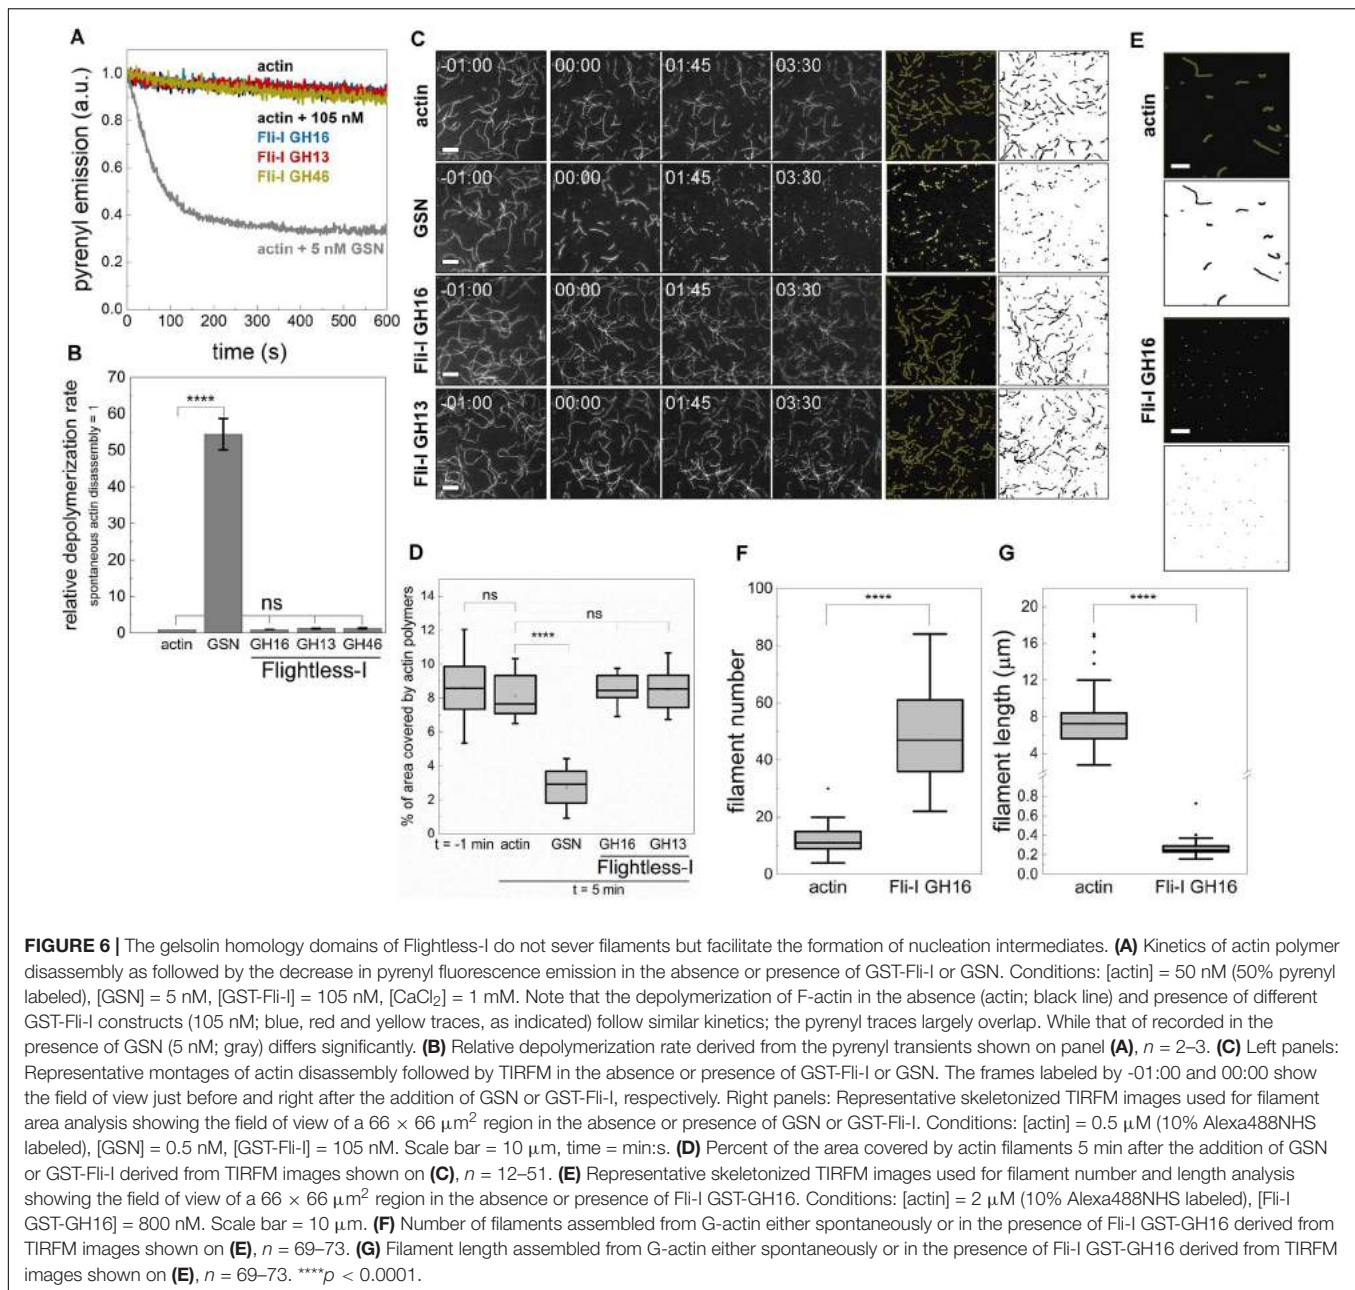 A
pyrenyl emission (a.u.)
1.0
0.8
0.6
0.4
0.2
0.0
actin
actin + 105 nM
Fli-I GH16
Fli-I GH13
Fli-I GH46
actin + 5 nM GSN
0 100 200 300 400 500 600
time (s)
B
relative depolymerization rate
spontaneous actin disassembly = 1
70
60
50
40
30
20
10
0
****
ns
actin GSN GH16 GH13 GH46
Flightless-I
C
actin
-01:00 00:00 01:45 03:30
GSN
-01:00 00:00 01:45 03:30
Fli-I GH16
-01:00 00:00 01:45 03:30
Fli-I GH13
-01:00 00:00 01:45 03:30
D
% of area covered by actin polymers
14
12
10
8
6
4
2
0
ns
ns
****
t = -1 min actin GSN GH16 GH13
Flightless-I
t = 5 min
E
actin
Fli-I GH16
F
filament number
100
80
60
40
20
0
****
actin Fli-I GH16
G
filament length (μm)
20
16
12
8
4
0.8
0.6
0.4
0.2
0.0
****
actin Fli-I GH16
FIGURE 6 | The gelsolin homology domains of Flightless-I do not sever filaments but facilitate the formation of nucleation intermediates. (A) Kinetics of actin polymer
disassembly as followed by the decrease in pyrenyl fluorescence emission in the absence or presence of GST-Fli-I or GSN. Conditions: [actin] = 50 nM (50% pyrenyl
labeled), [GSN] = 5 nM, [GST-Fli-I] = 105 nM, [CaCl₂] = 1 mM. Note that the depolymerization of F-actin in the absence (actin; black line) and presence of different
GST-Fli-I constructs (105 nM; blue, red and yellow traces, as indicated) follow similar kinetics; the pyrenyl traces largely overlap. While that of recorded in the
presence of GSN (5 nM; gray) differs significantly. (B) Relative depolymerization rate derived from the pyrenyl transients shown on panel (A), n = 2–3. (C) Left panels:
Representative montages of actin disassembly followed by TIRFM in the absence or presence of GST-Fli-I or GSN. The frames labeled by -01:00 and 00:00 show
the field of view just before and right after the addition of GSN or GST-Fli-I, respectively. Right panels: Representative skeletonized TIRFM images used for filament
area analysis showing the field of view of a 66 × 66 μm² region in the absence or presence of GSN or GST-Fli-I. Conditions: [actin] = 0.5 μM (10% Alexa488NHS
labeled), [GSN] = 0.5 nM, [GST-Fli-I] = 105 nM. Scale bar = 10 μm, time = min:s. (D) Percent of the area covered by actin filaments 5 min after the addition of GSN
or GST-Fli-I derived from TIRFM images shown on (C), n = 12–51. (E) Representative skeletonized TIRFM images used for filament number and length analysis
showing the field of view of a 66 × 66 μm² region in the absence or presence of Fli-I GST-GH16. Conditions: [actin] = 2 μM (10% Alexa488NHS labeled), [Fli-I
GST-GH16] = 800 nM. Scale bar = 10 μm. (F) Number of filaments assembled from G-actin either spontaneously or in the presence of Fli-I GST-GH16 derived from
TIRFM images shown on (E), n = 69–73. (G) Filament length assembled from G-actin either spontaneously or in the presence of Fli-I GST-GH16 derived from TIRFM
images shown on (E), n = 69–73. ****p < 0.0001.